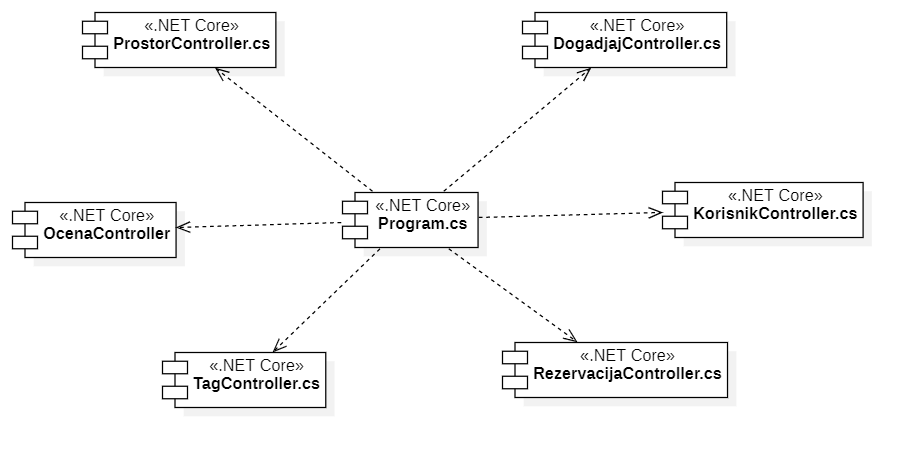 «.NET Core»
ProstorController.cs
«.NET Core»
DogadjajController.cs
«.NET Core»
OcenaController
«.NET Core»
Program.cs
«.NET Core»
KorisnikController.cs
«.NET Core»
TagController.cs
«.NET Core»
RezervacijaController.cs